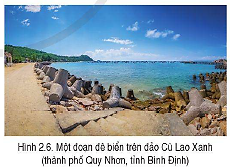 Hình 2.6. Một đoạn đê biển trên đảo Cù Lao Xanh
(thành phố Quy Nhơn, tỉnh Bình Định)